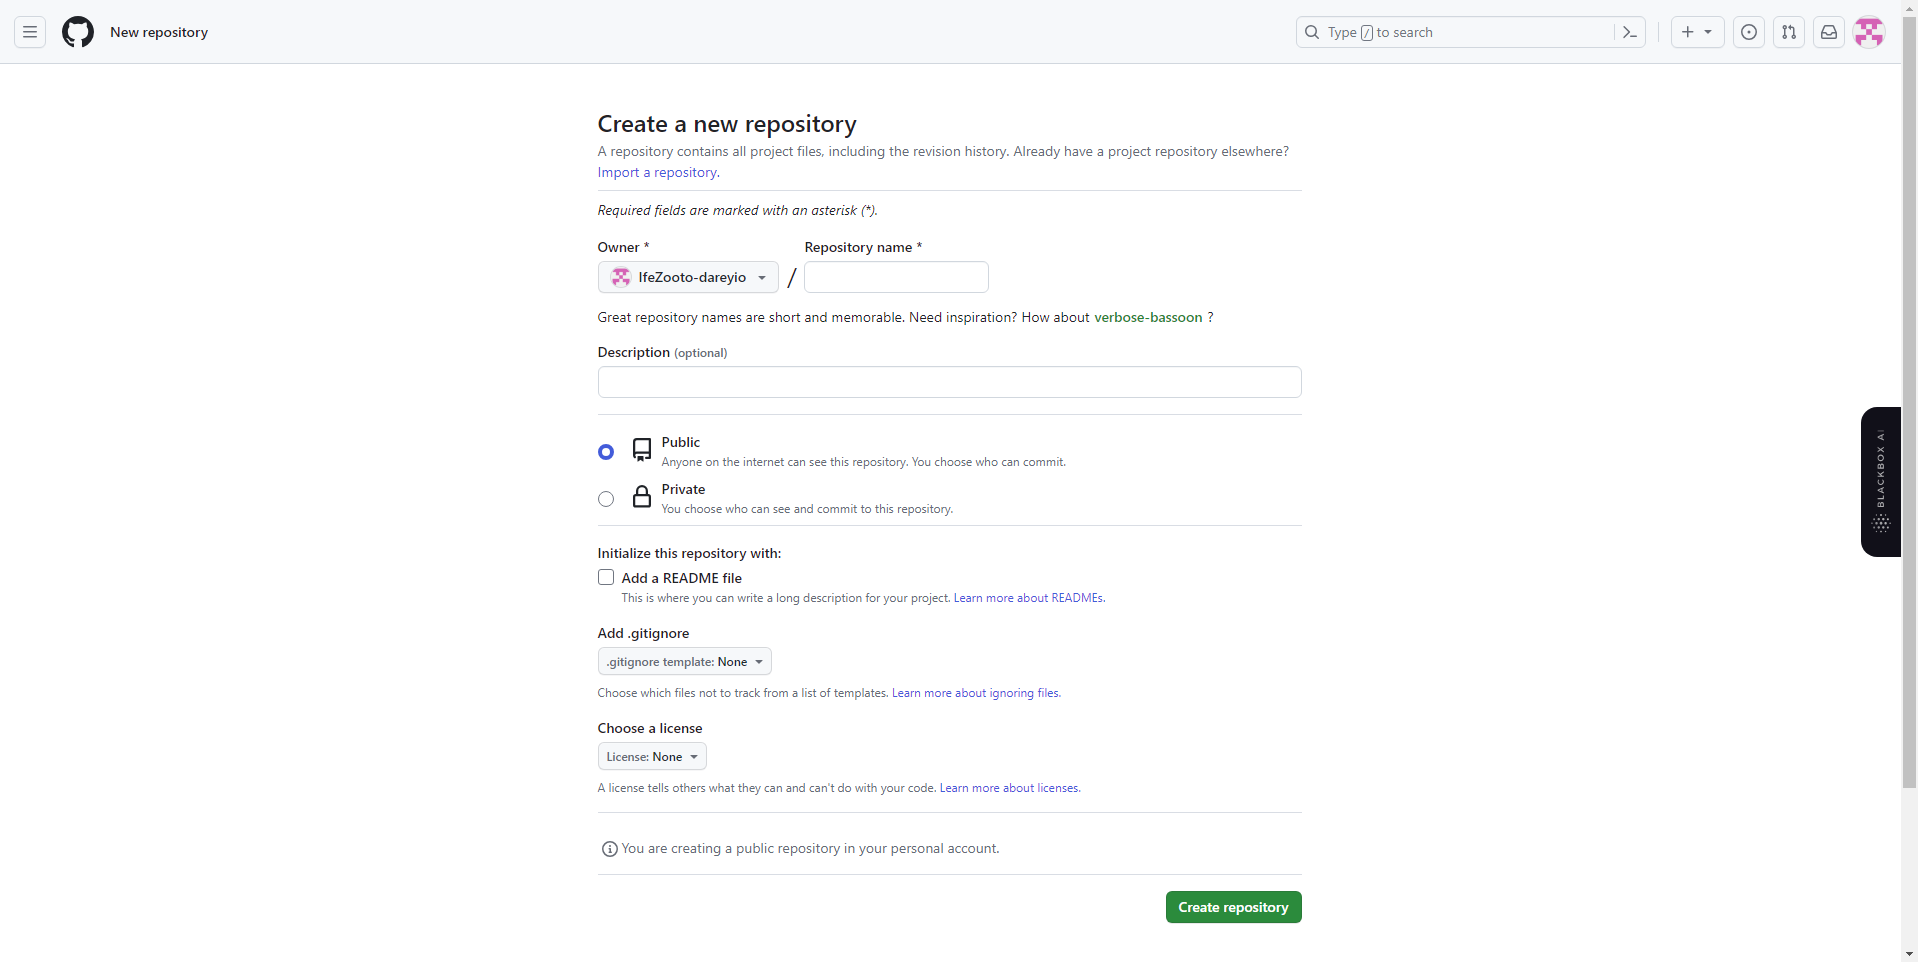 New repository
Type / to search
Create a new repository
A repository contains all project files, including the revision history. Already have a project repository elsewhere?
Import a repository.
Required fields are marked with an asterisk (*).
Owner *
Repository name *
IfeZooto-dareyio
/
Great repository names are short and memorable. Need inspiration? How about verbose-bassoon ?
Description (optional)
Public
Anyone on the internet can see this repository. You choose who can commit.
Private
You choose who can see and commit to this repository.
BLACKBOX AI
Initialize this repository with:
Add a README file
This is where you can write a long description for your project. Learn more about READMEs.
Add .gitignore
.gitignore template: None
Choose which files not to track from a list of templates. Learn more about ignoring files.
Choose a license
License: None
A license tells others what they can and can't do with your code. Learn more about licenses.
You are creating a public repository in your personal account.
Create repository